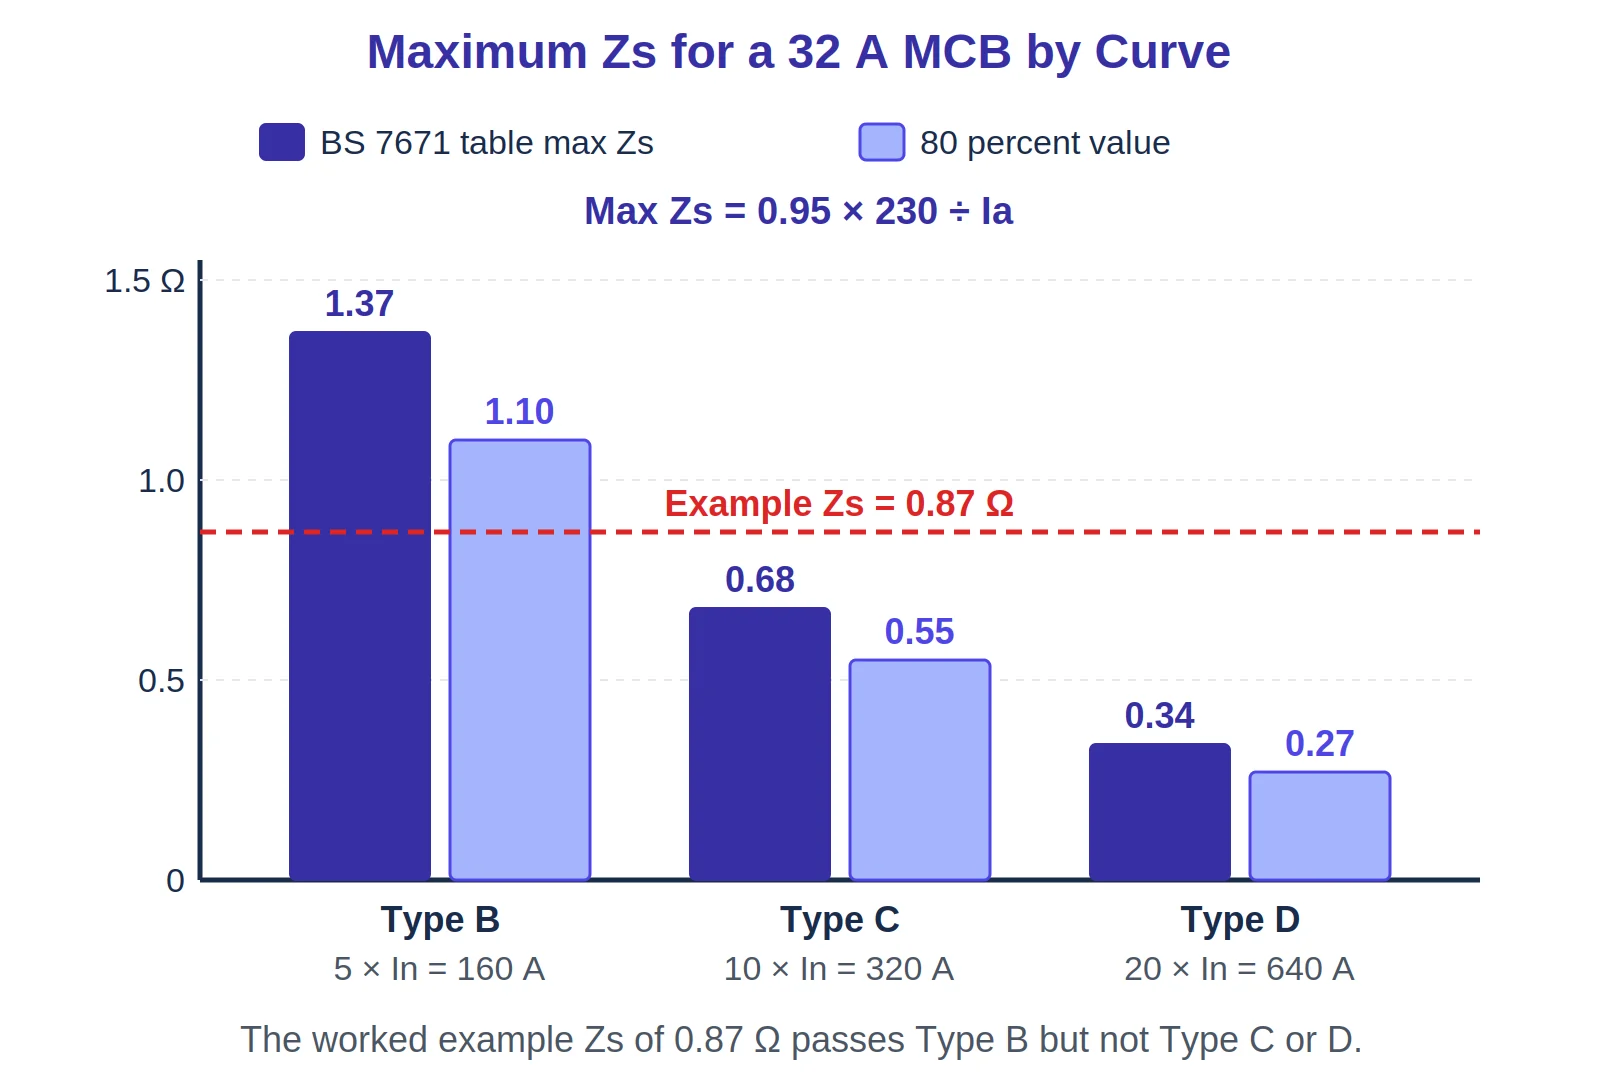 Maximum Zs for a 32 A MCB by Curve
BS 7671 table max Zs
80 percent value
Max Zs = 0.95 × 230 ÷ Ia
1.5 Ω
1.37
1.10
1.0
Example Zs = 0.87 Ω
0.68
0.55
0.5
0.34
0.27
0
Type B
Type C
Type D
5 × In = 160 A
10 × In = 320 A
20 × In = 640 A
The worked example Zs of 0.87 Ω passes Type B but not Type C or D.